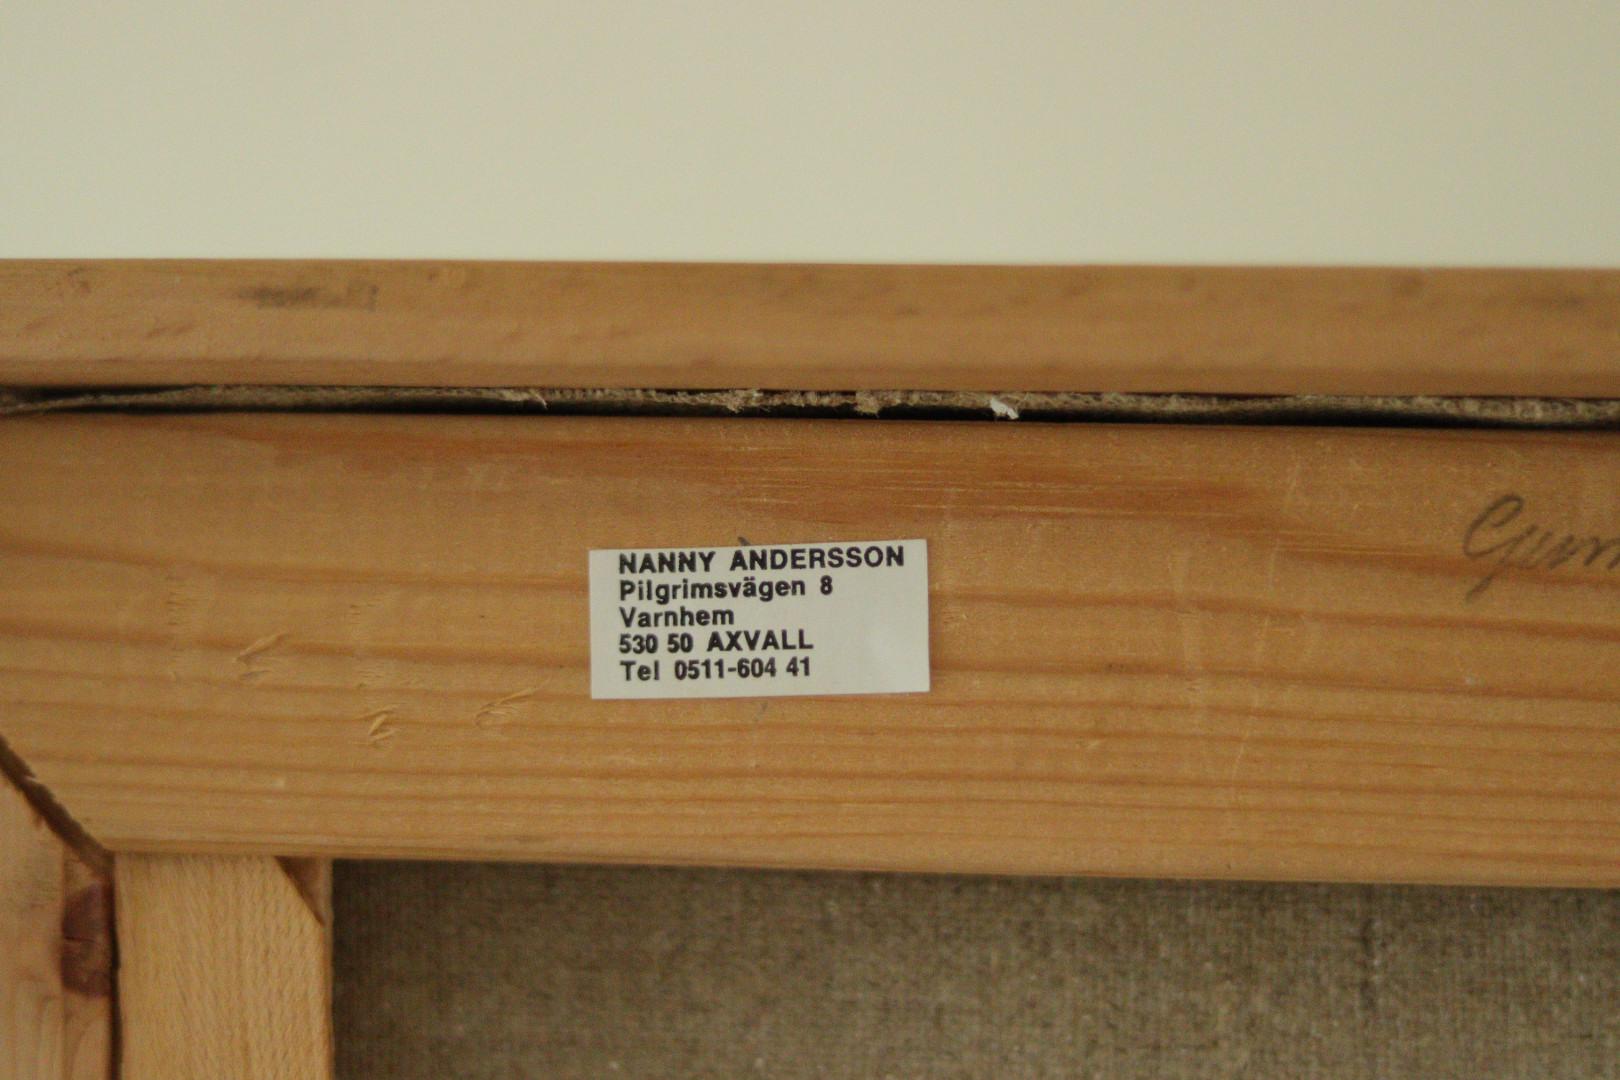 NANNY ANDERSSON
Pilgrimsvägen 8
Varnhem
530 50 AXVALL
Tel 0511-604 41